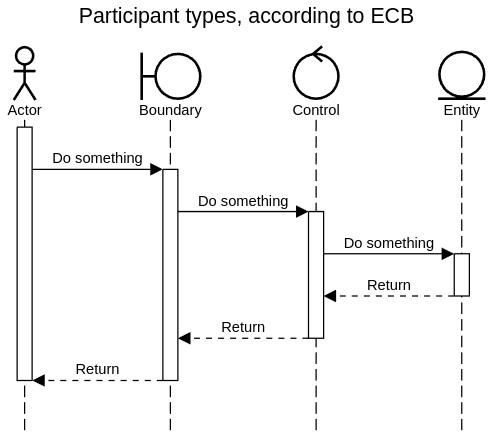 Participant types, according to ECB
Actor
Boundary
Control
Entity
Do something
Do something
Do something
Return
Return
Return